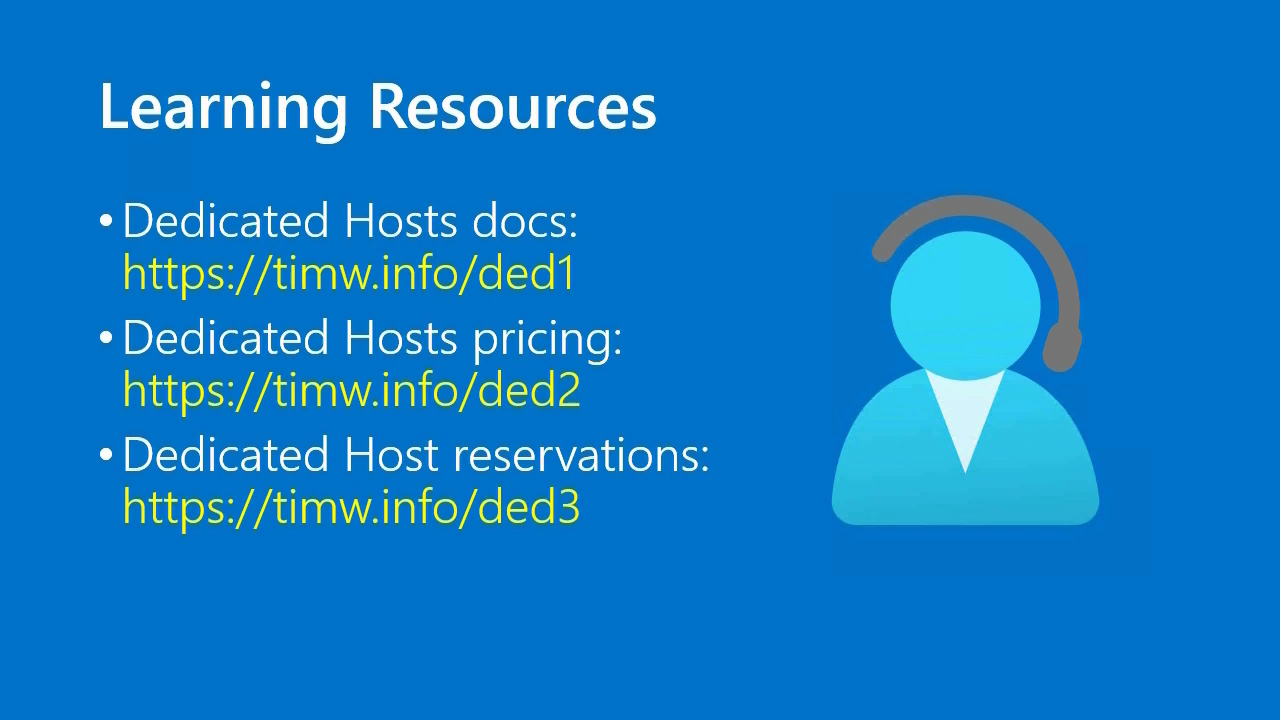 Learning Resources
• Dedicated Hosts docs:
https://timw.info/ded1
• Dedicated Hosts pricing:
https://timw.info/ded2
• Dedicated Host reservations:
https://timw.info/ded3